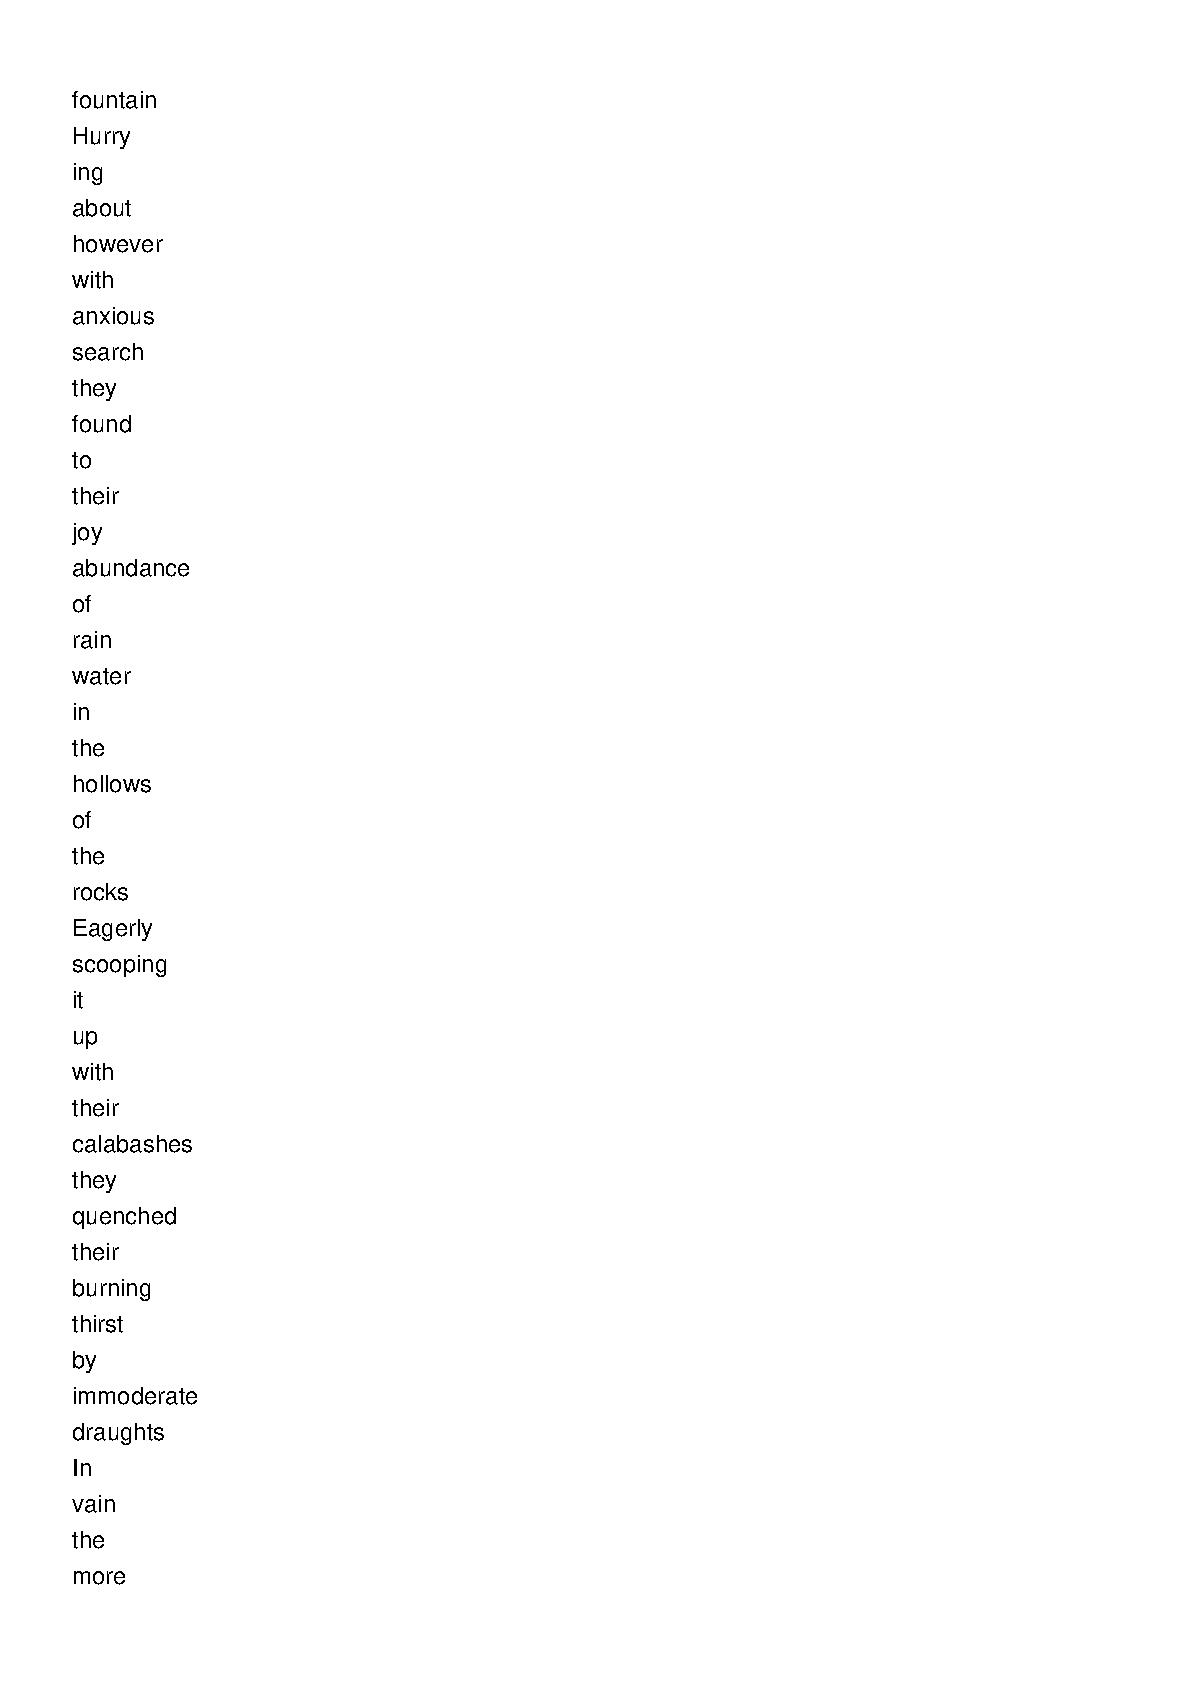 fountain
Hurry
ing
about
however
with
anxious
search
they
found
to
their
joy
abundance
of
rain
water
in
the
hollows
of
the
rocks
Eagerly
scooping
it
up
with
their
calabashes
they
quenched
their
burning
thirst
by
immoderate
draughts
In
vain
the
more